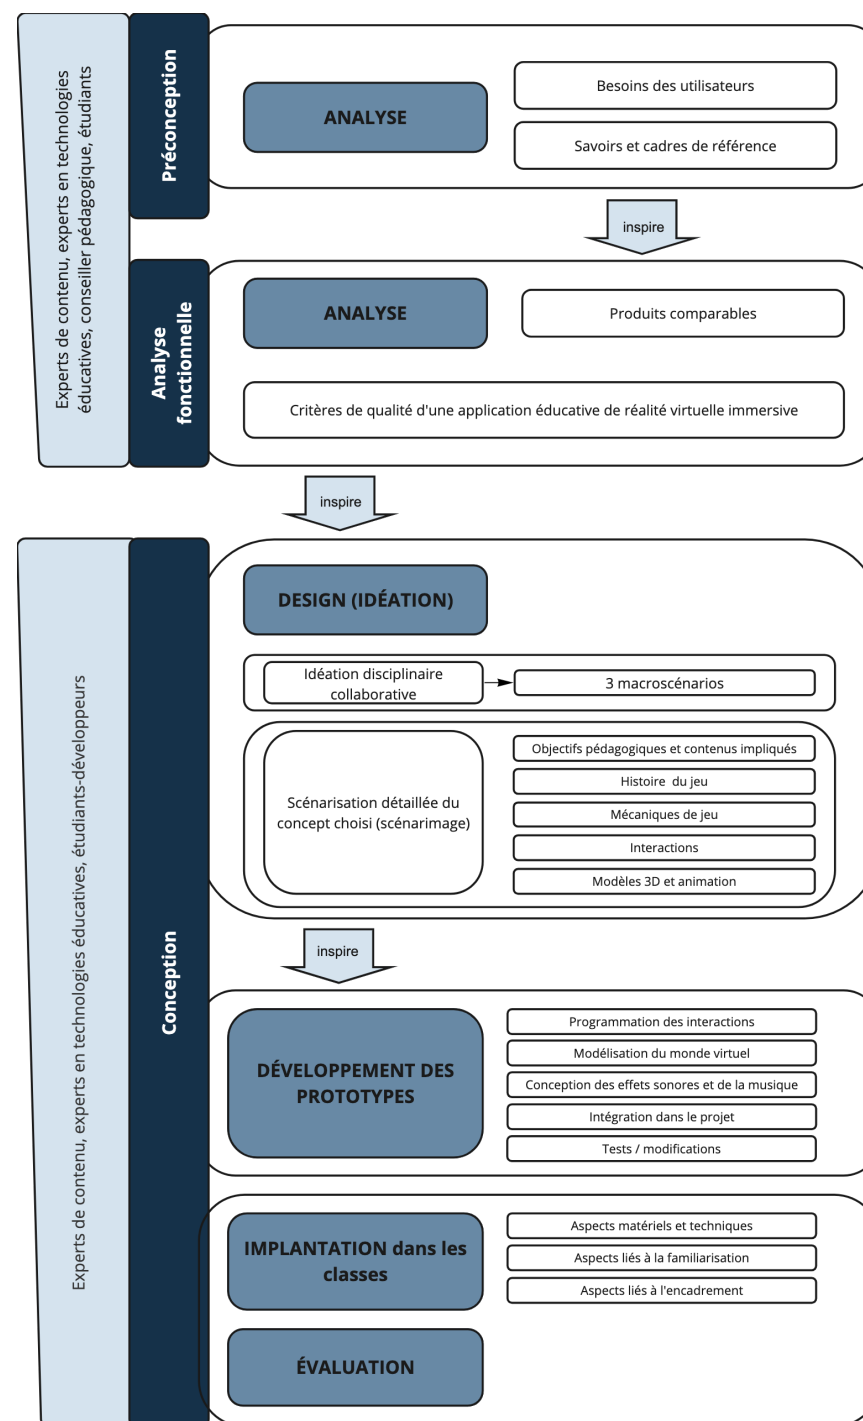 Experts de contenu, experts en technologies
éducatives, conseiller pédagogique, étudiants
Préconception
ANALYSE
Besoins des utilisateurs
Savoirs et cadres de référence
inspire
Analyse
fonctionnelle
ANALYSE
Produits comparables
Critères de qualité d'une application éducative de réalité virtuelle immersive
inspire
Experts de contenu, experts en technologies éducatives, étudiants-développeurs
Conception
DESIGN (IDÉATION)
Idéation disciplinaire
collaborative
3 macroscénarios
Scénarisation détaillée du
concept choisi (scénarimage)
Objectifs pédagogiques et contenus impliqués
Histoire du jeu
Mécaniques de jeu
Interactions
Modèles 3D et animation
inspire
DÉVELOPPEMENT DES
PROTOTYPES
Programmation des interactions
Modélisation du monde virtuel
Conception des effets sonores et de la musique
Intégration dans le projet
Tests / modifications
IMPLANTATION dans les
classes
Aspects matériels et techniques
Aspects liés à la familiarisation
Aspects liés à l'encadrement
ÉVALUATION